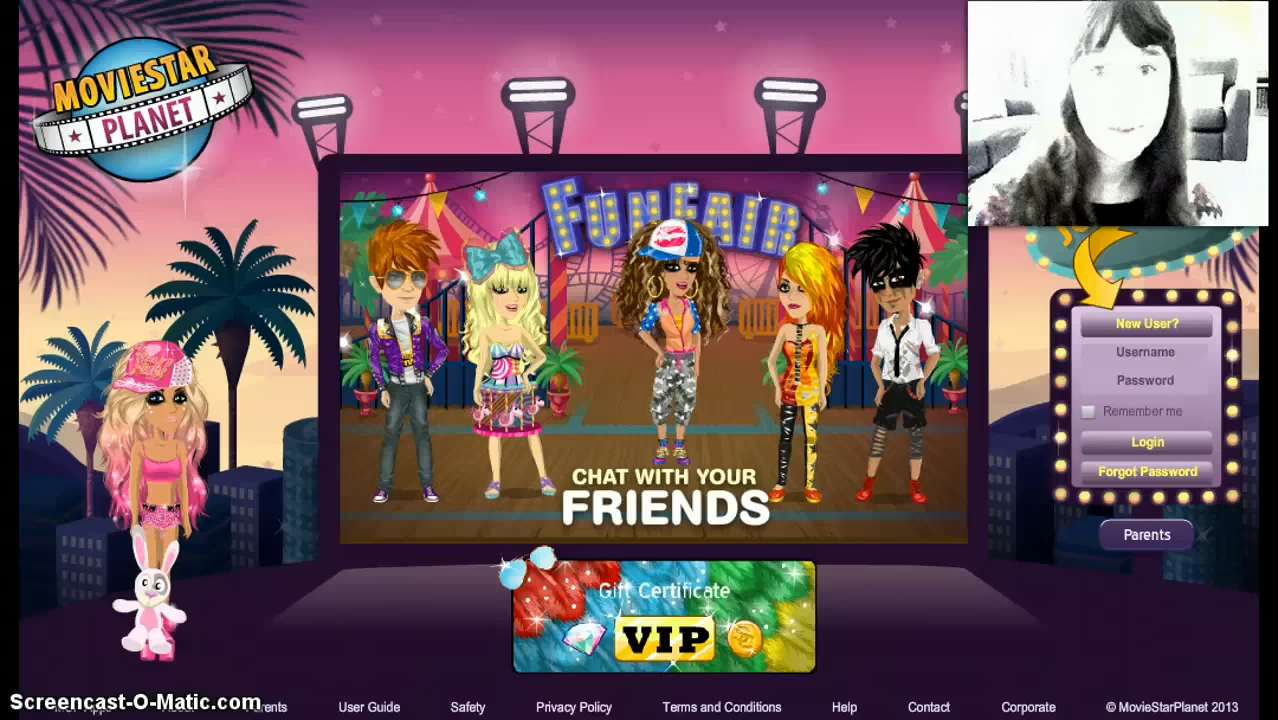 MOVIESTAR
PLANET
FUNFAIR
CHAT WITH YOUR
FRIENDS
New User?
Username
Password
Remember me
Login
Forgot Password
Parents
Gift Certificate
VIP
Screencast-O-Matic.com
Parents User Guide Safety Privacy Policy Terms and Conditions Help Contact Corporate © MovieStarPlanet 2013